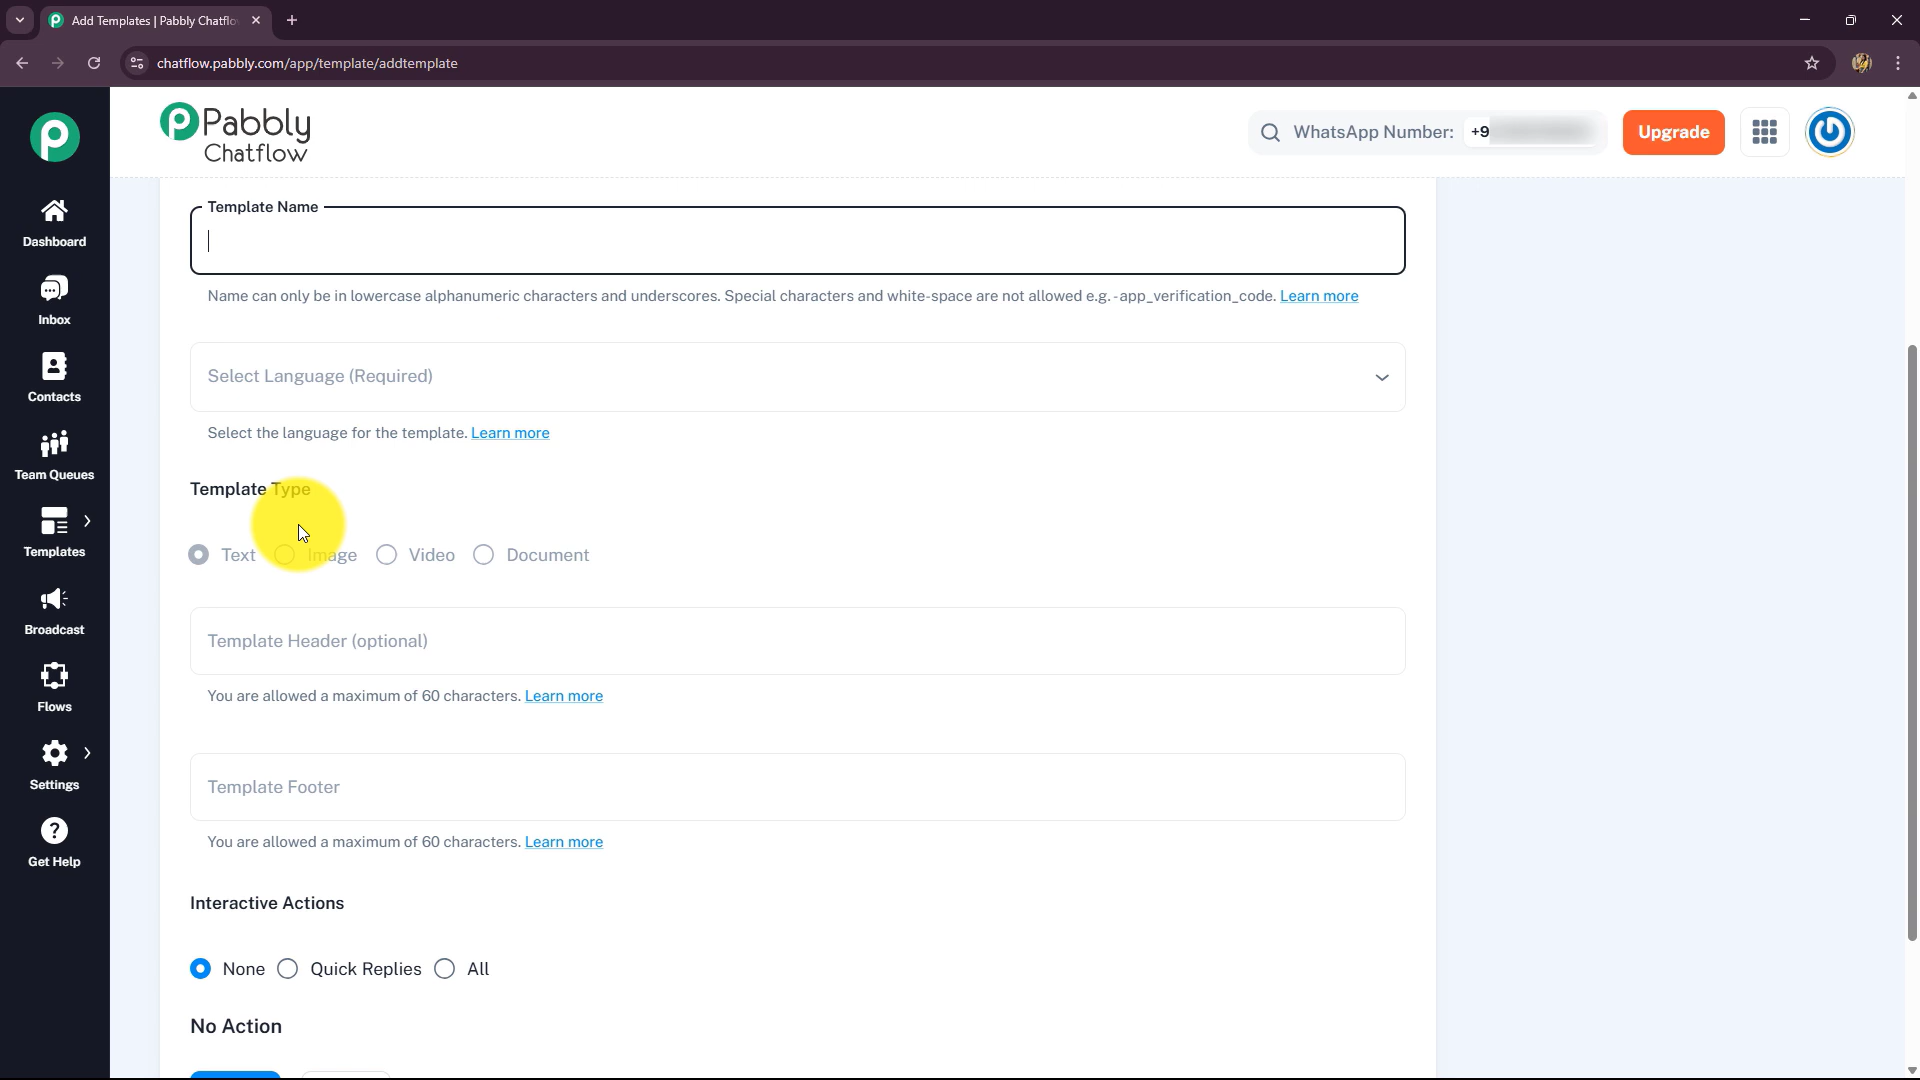 Add Templates | Pabbly Chatflo
chatflow.pabbly.com/app/template/addtemplate
Pabbly
Chatflow
WhatsApp Number: +9
Upgrade
Dashboard
Inbox
Contacts
Team Queues
Templates
Broadcast
Flows
Settings
Get Help
Template Name
Name can only be in lowercase alphanumeric characters and underscores. Special characters and white-space are not allowed e.g. - app_verification_code. Learn more
Select Language (Required)
Select the language for the template. Learn more
Template Type
Text Image Video Document
Template Header (optional)
You are allowed a maximum of 60 characters. Learn more
Template Footer
You are allowed a maximum of 60 characters. Learn more
Interactive Actions
None Quick Replies All
No Action